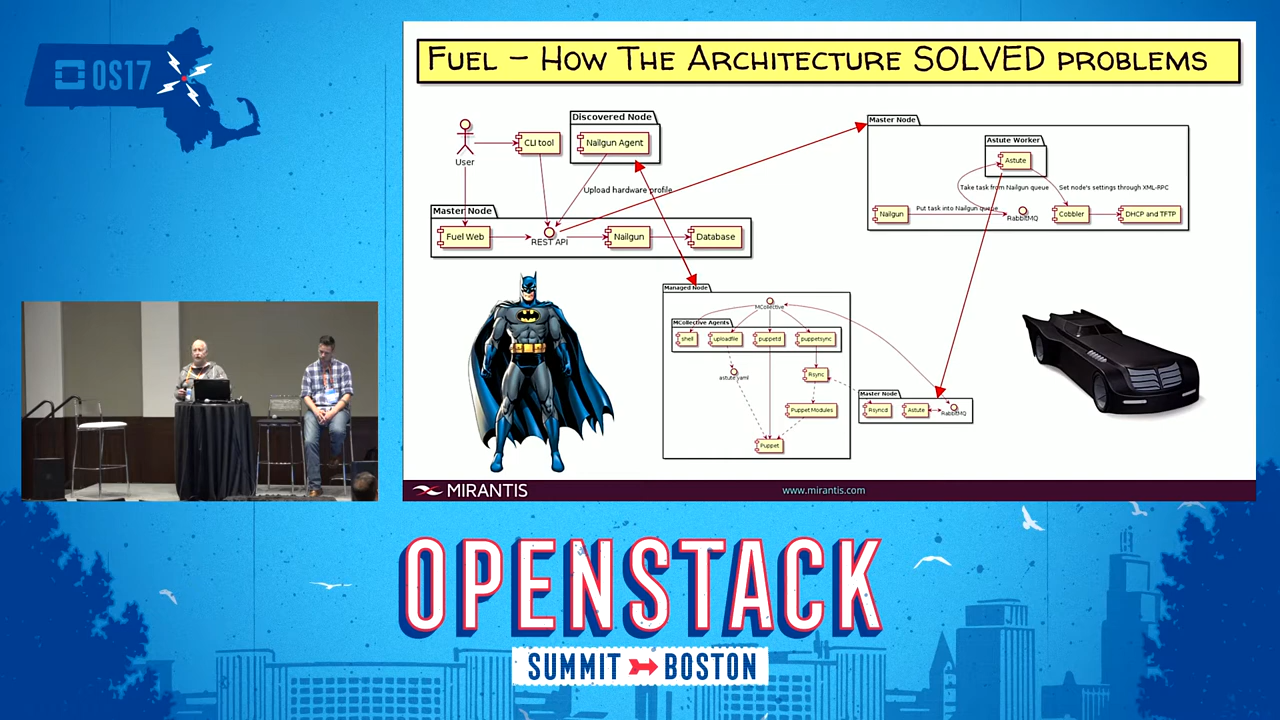 OS17
FUEL – HOW THE ARCHITECTURE SOLVED PROBLEMS
User
CLI tool
Discovered Node
Nailgun Agent
Upload hardware profile
Master Node
Fuel Web
REST API
Nailgun
Database
Master Node
Astute Worker
Astute
Take task from Nailgun queue
Set node's settings through XML-RPC
Put task into Nailgun queue
Nailgun
RabbitMQ
Cobbler
DHCP and TFTP
Managed Node
MCollective
MCollective Agents
shell
uploadfile
puppetd
puppetsync
astute.yaml
Rsync
Puppet Modules
Puppet
Master Node
Rsyncd
Astute
RabbitMQ
MIRANTIS
www.mirantis.com
OPENSTACK
SUMMIT BOSTON